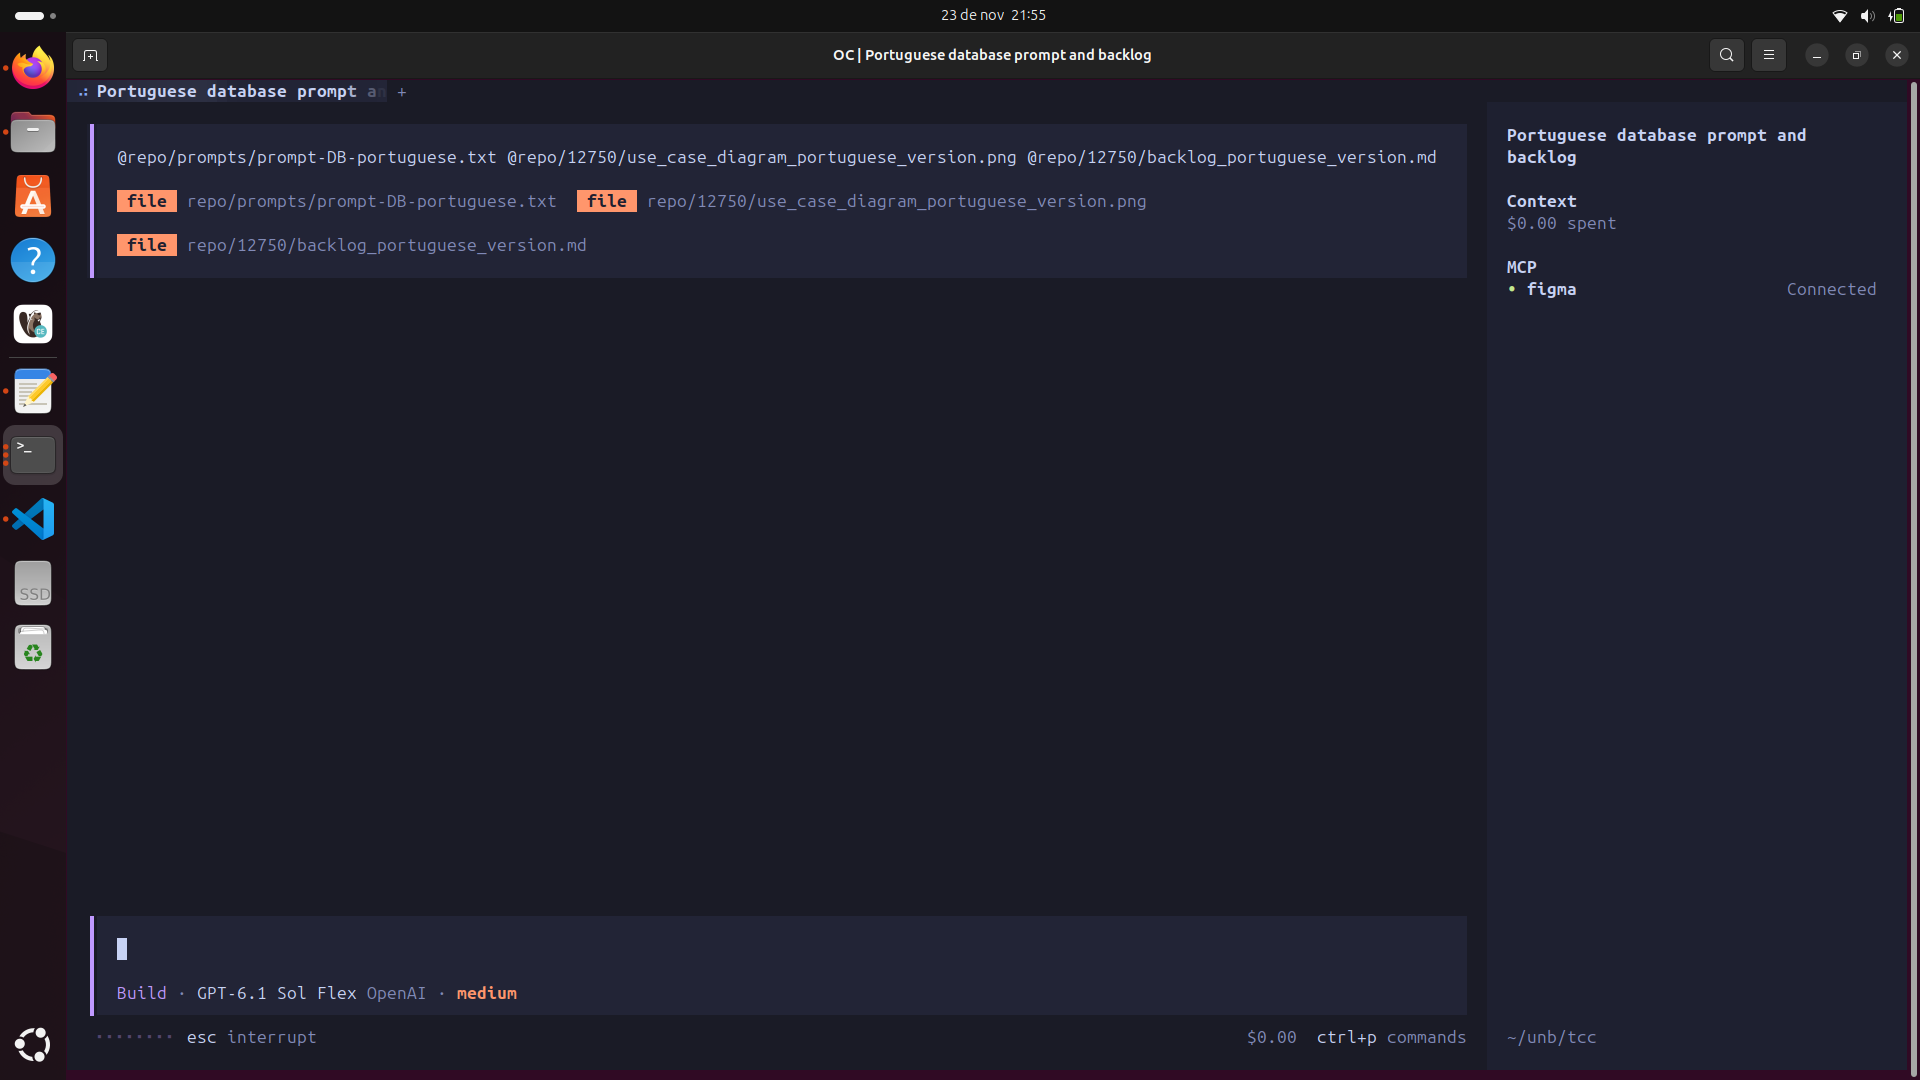 23 de nov 21:55
OC | Portuguese database prompt and backlog
Portuguese database prompt an +
@repo/prompts/prompt-DB-portuguese.txt @repo/12750/use_case_diagram_portuguese_version.png @repo/12750/backlog_portuguese_version.md
file repo/prompts/prompt-DB-portuguese.txt file repo/12750/use_case_diagram_portuguese_version.png
file repo/12750/backlog_portuguese_version.md
Portuguese database prompt and
backlog
Context
$0.00 spent
MCP
• figma Connected
>_
SSD
Build · GPT-6.1 Sol Flex OpenAI · medium
esc interrupt
$0.00 ctrl+p commands
~/unb/tcc